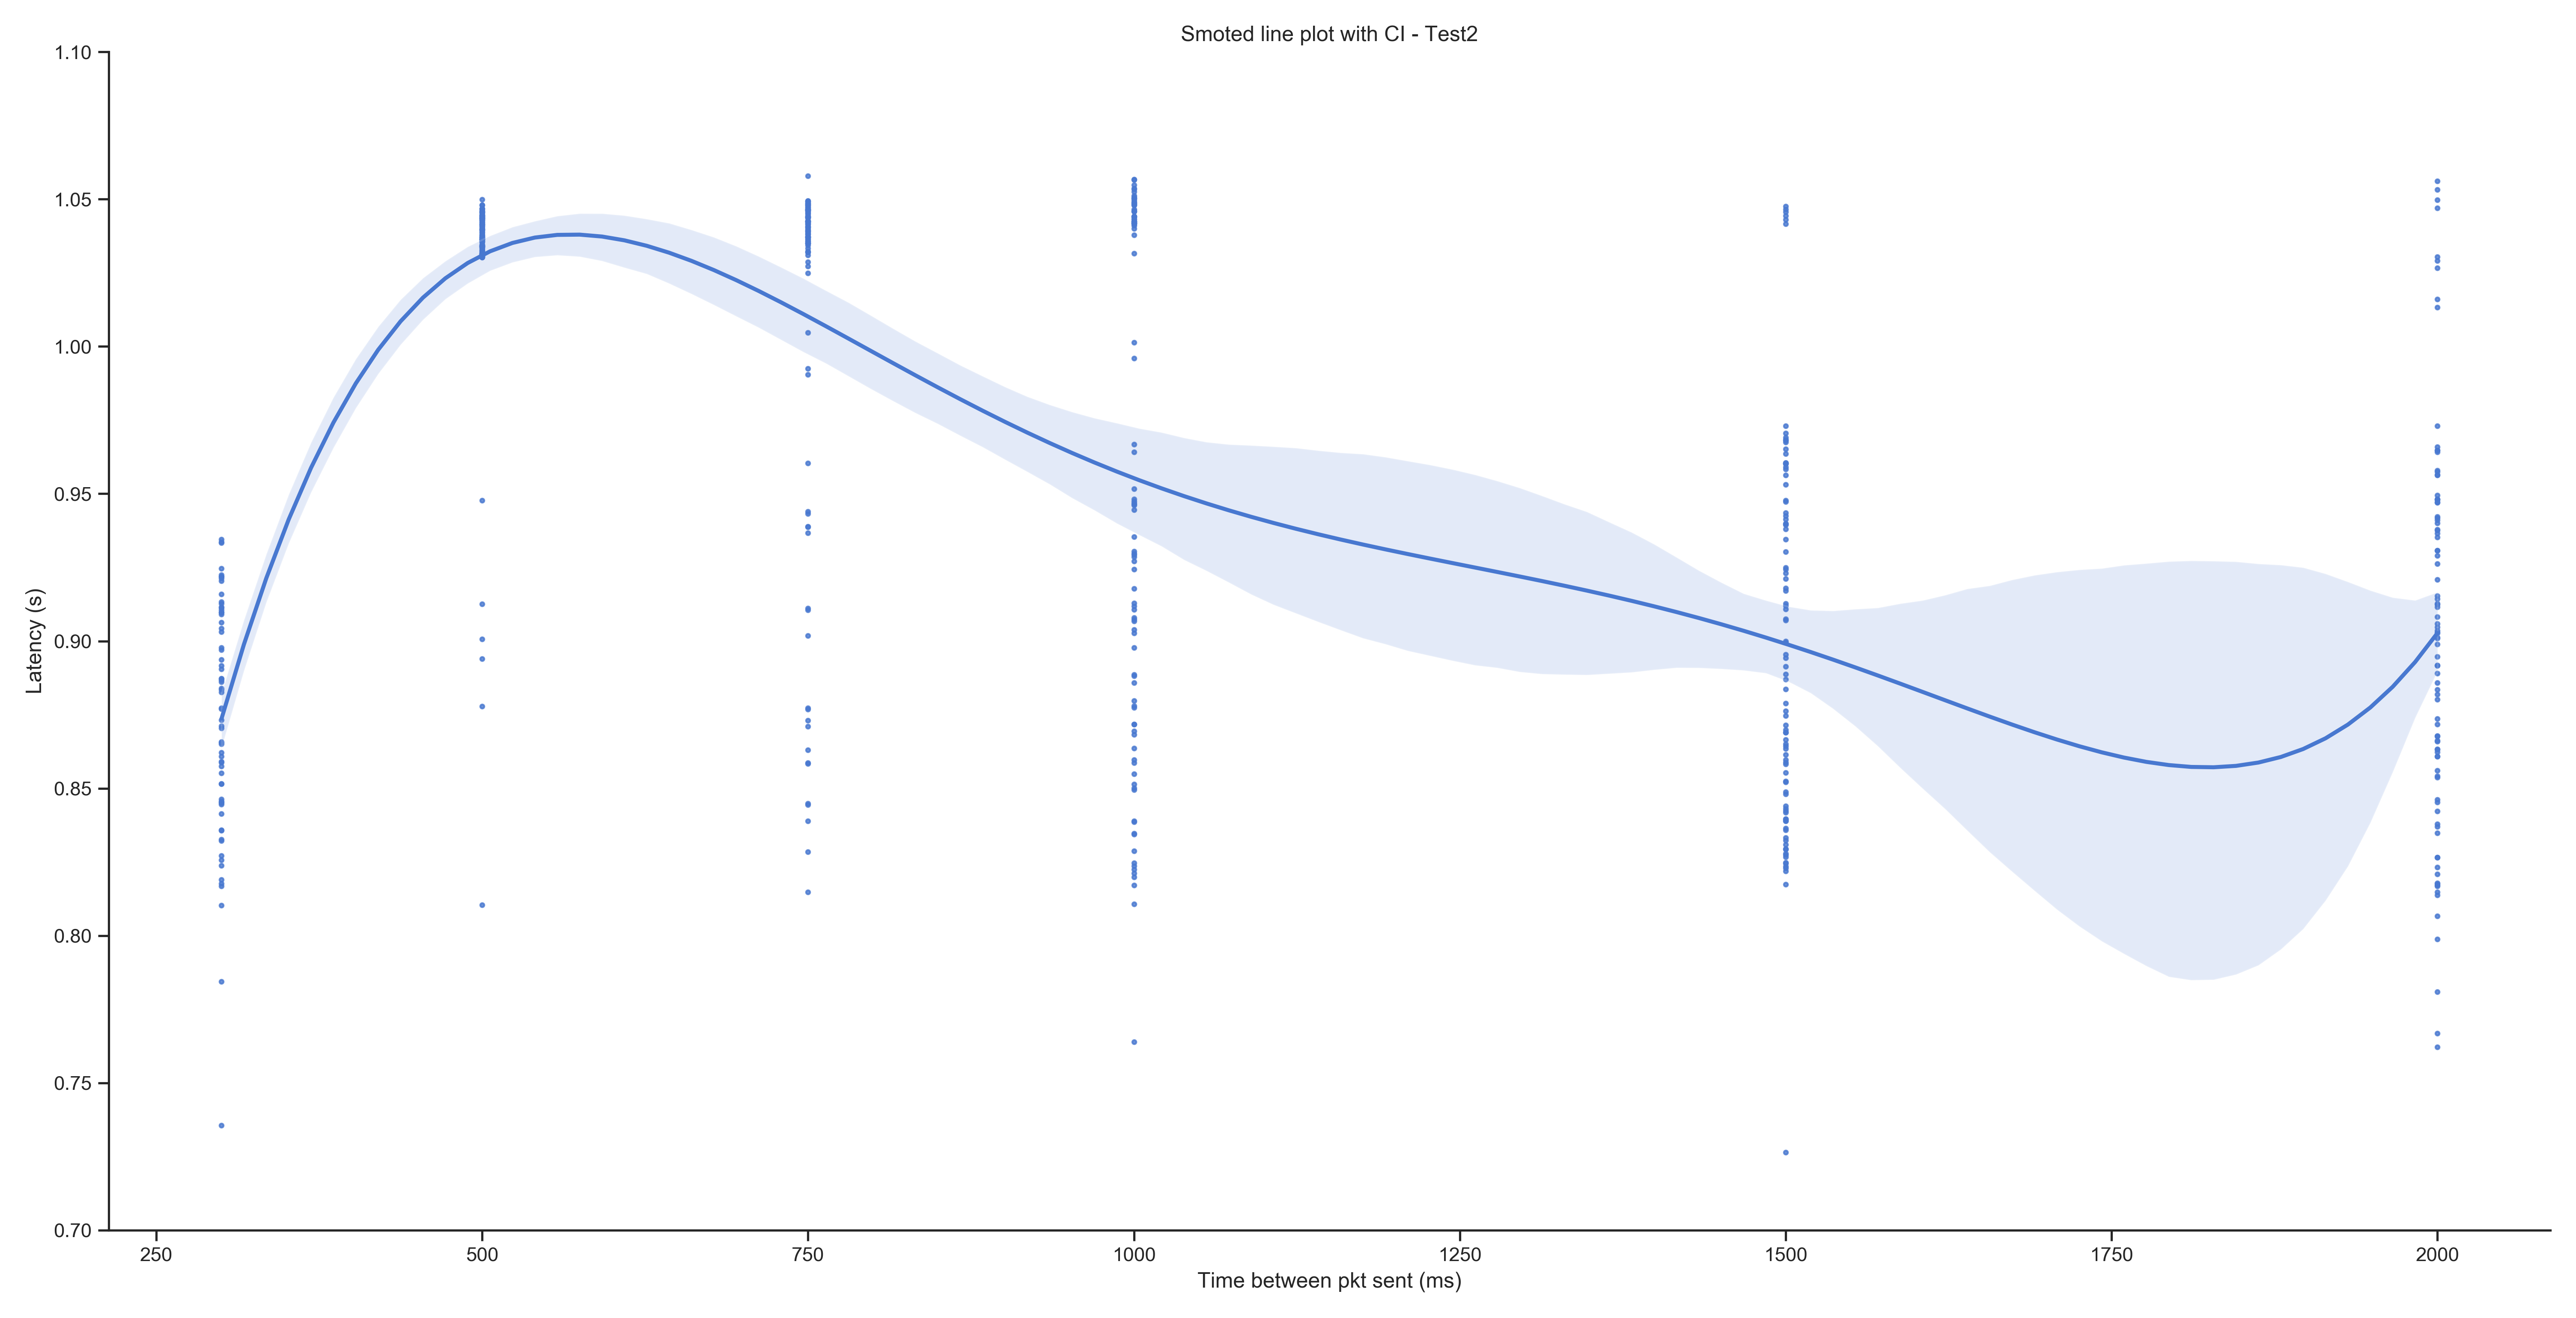 Smoted line plot with CI - Test2
1.10
1.05
1.00
0.95
0.90
0.85
0.80
0.75
0.70
Latency (s)
250 500 750 1000 1250 1500 1750 2000
Time between pkt sent (ms)